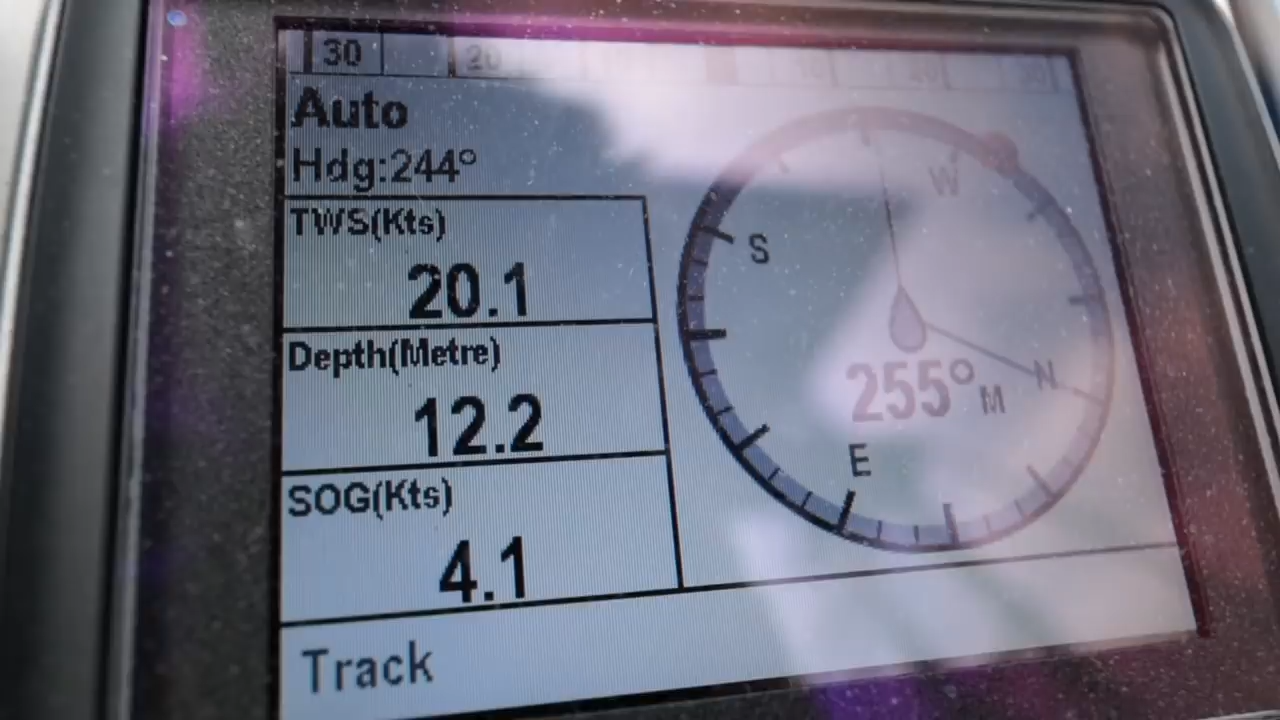 30 20
Auto
Hdg:244°
TWS(Kts)
20.1
Depth(Metre)
12.2
SOG(Kts)
4.1
Track
W
S
N
255°M
E